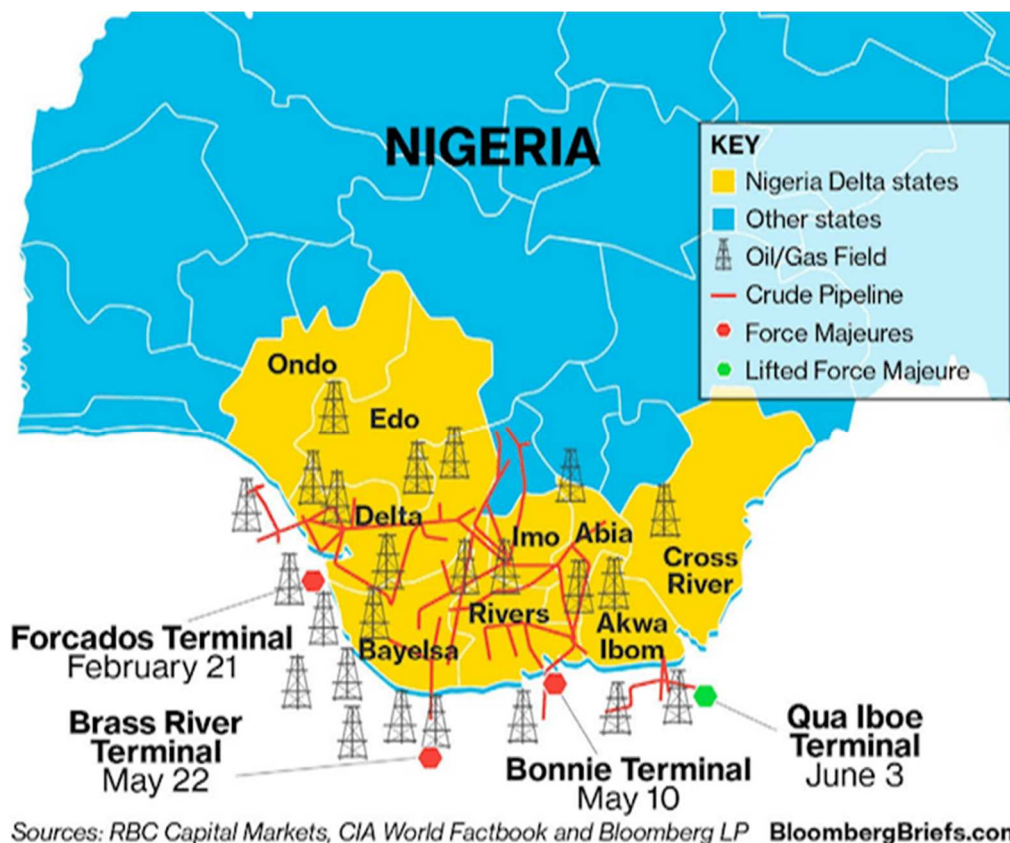 NIGERIA
KEY
Nigeria Delta states
Other states
Oil/Gas Field
Crude Pipeline
Force Majeures
Lifted Force Majeure
Ondo
Edo
Delta
Imo
Abia
Cross
River
Rivers
Akwa
Ibom
Bayelsa
Forcados Terminal
February 21
Brass River
Terminal
May 22
Bonnie Terminal
May 10
Qua Iboe
Terminal
June 3
Sources: RBC Capital Markets, CIA World Factbook and Bloomberg LP BloombergBriefs.com